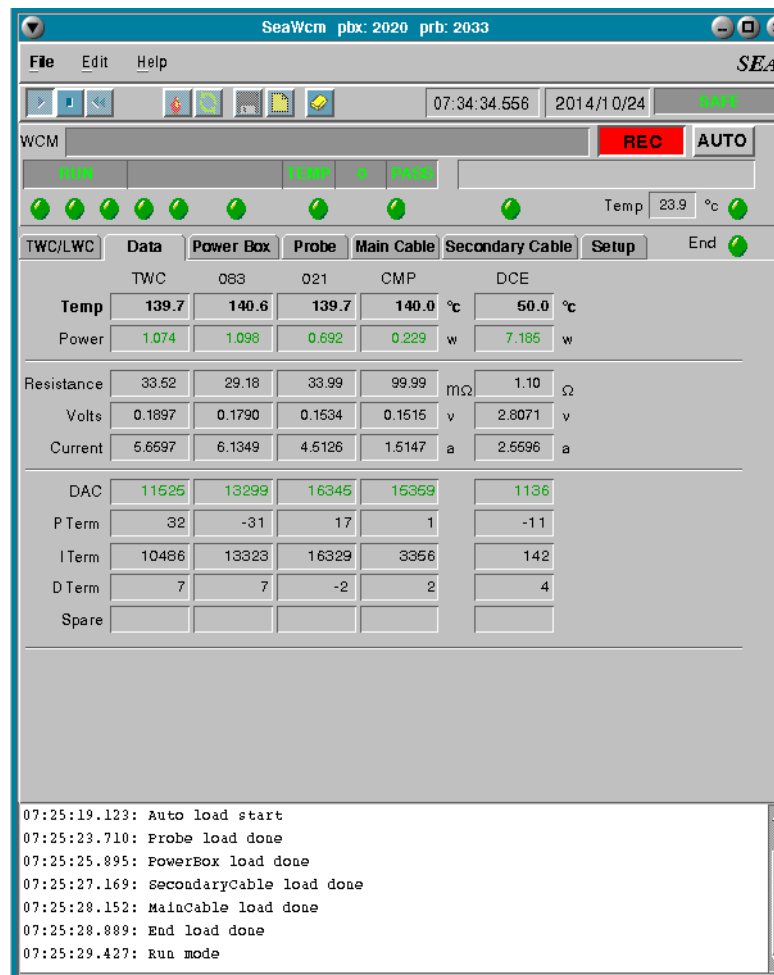 SeaWcm pbx: 2020 prb: 2033
File Edit Help SEA
07:34:34.556 2014/10/24 SAFE
WCM REC AUTO
RUN TEMP 0 PASS
Temp 23.9 °c
TWC/LWC Data Power Box Probe Main Cable Secondary Cable Setup End
TWC 083 021 CMP DCE
Temp 139.7 140.6 139.7 140.0 °c 50.0 °c
Power 1.074 1.098 0.692 0.229 w 7.185 w
Resistance 33.52 29.18 33.99 99.99 mΩ 1.10 Ω
Volts 0.1897 0.1790 0.1534 0.1515 v 2.8071 v
Current 5.6597 6.1349 4.5126 1.5147 a 2.5596 a
DAC 11525 13299 16345 15359 1136
P Term 32 -31 17 1 -11
I Term 10486 13323 16329 3356 142
D Term 7 7 -2 2 4
Spare
07:25:19.123: Auto load start
07:25:23.710: Probe load done
07:25:25.895: PowerBox load done
07:25:27.169: SecondaryCable load done
07:25:28.152: MainCable load done
07:25:28.889: End load done
07:25:29.427: Run mode